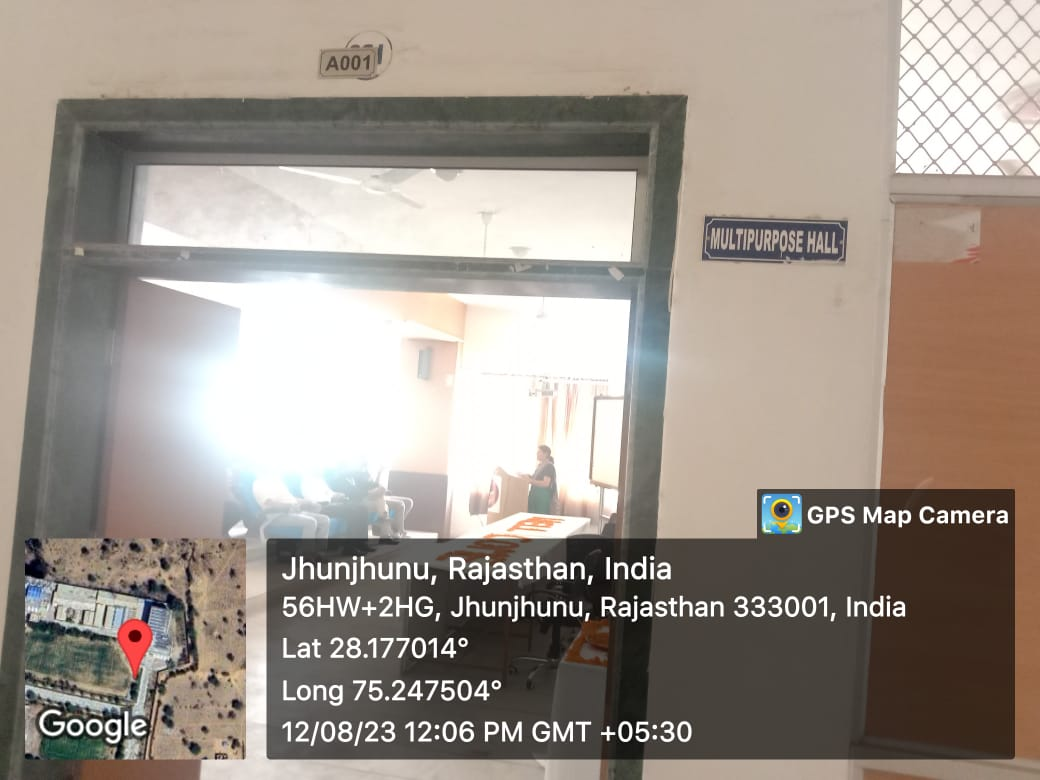 A001
MULTIPURPOSE HALL
GPS Map Camera
Jhunjhunu, Rajasthan, India
56HW+2HG, Jhunjhunu, Rajasthan 333001, India
Lat 28.177014°
Long 75.247504°
12/08/23 12:06 PM GMT +05:30
Google